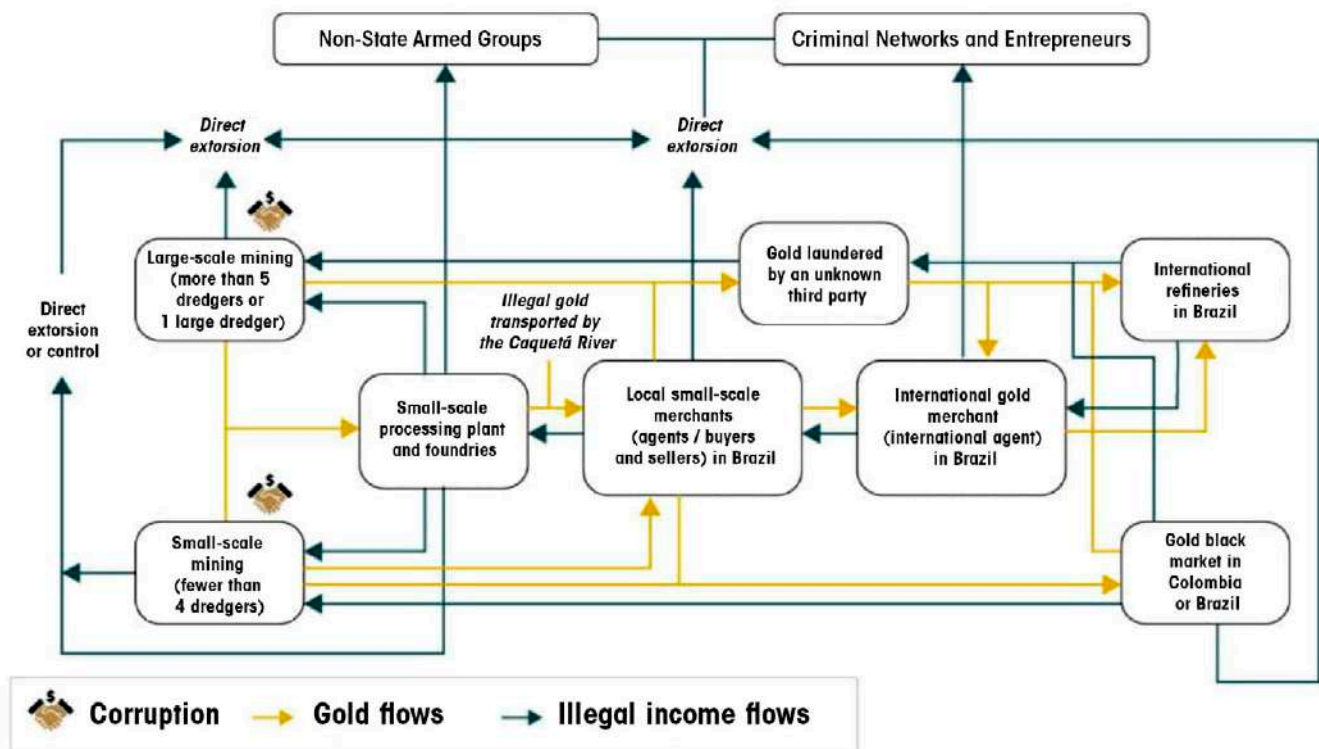 Non-State Armed Groups
Criminal Networks and Entrepreneurs
Direct
extorsion
Direct
extorsion
$
Large-scale mining
(more than 5
dredgers or
1 large dredger)
Gold laundered
by an unknown
third party
International
refineries
in Brazil
Direct
extorsion
or control
Illegal gold
transported by
the Caquetá River
Small-scale
processing plant
and foundries
Local small-scale
merchants
(agents / buyers
and sellers) in Brazil
International gold
merchant
(international agent)
in Brazil
$
Small-scale
mining
(fewer than
4 dredgers)
Gold black
market in
Colombia
or Brazil
$
Corruption
Gold flows
Illegal income flows